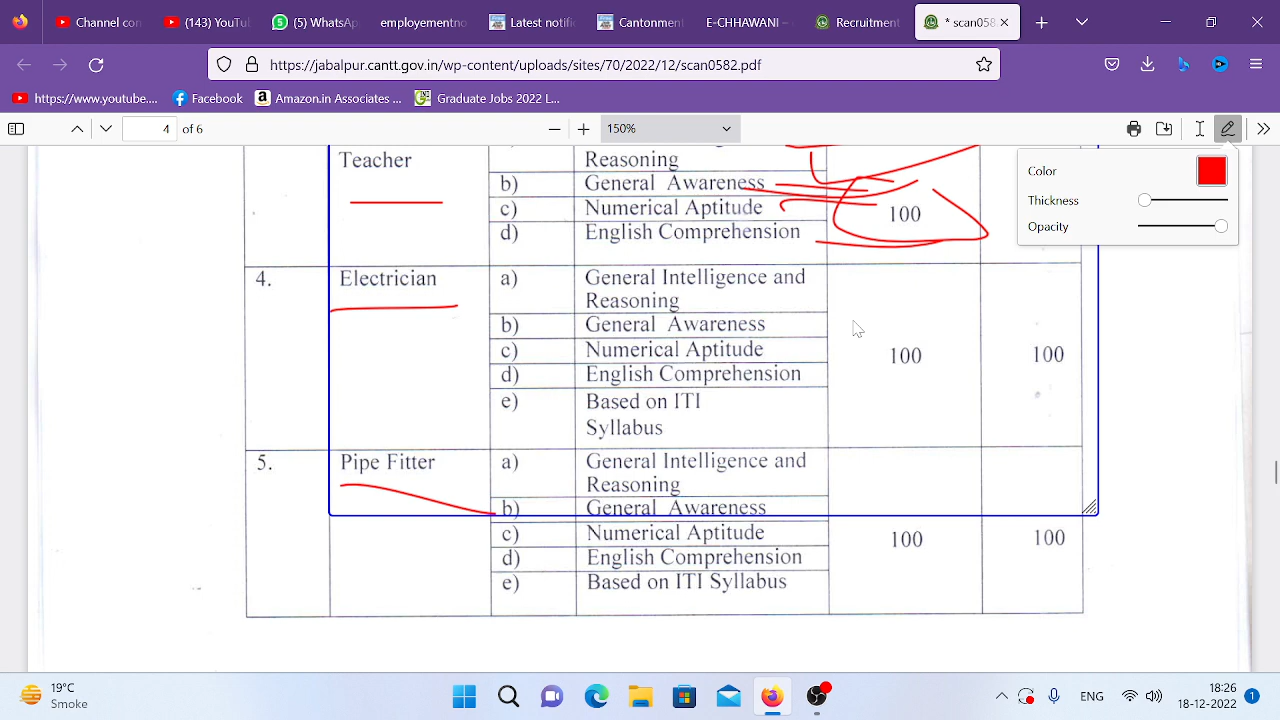 Channel con
(143) YouTu
(5) WhatsAp
employmentno
Latest notifi
Cantonment
E-CHHAWANI –
Recruitment
* scan058
https://jabalpur.cantt.gov.in/wp-content/uploads/sites/70/2022/12/scan0582.pdf
https://www.youtube....
Facebook
Amazon.in Associates ...
Graduate Jobs 2022 I...
4
of 6
150%
Color
Thickness
Opacity
Teacher
Reasoning
b) General Awareness
c) Numerical Aptitude
d) English Comprehension
100
4. Electrician a) General Intelligence and
Reasoning
b) General Awareness
c) Numerical Aptitude
d) English Comprehension
e) Based on ITI
Syllabus
100 100
5. Pipe Fitter a) General Intelligence and
Reasoning
b) General Awareness
c) Numerical Aptitude
d) English Comprehension
e) Based on ITI Syllabus
100 100
19°C
Smoke
ENG
18:26
18-12-2022
1